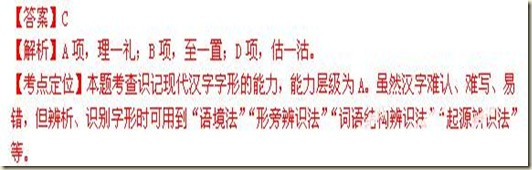 【答案】C
【解析】A项，理—礼；B项，至—置；D项，估—沽。
【考点定位】本题考查识记现代汉字字形的能力，能力层级为 A。虽然汉字难认、难写、易
错，但辨析、识别字形时可用到“语境法”“形旁辨识法”“词语结构辨识法”“起源辨识法”
等。